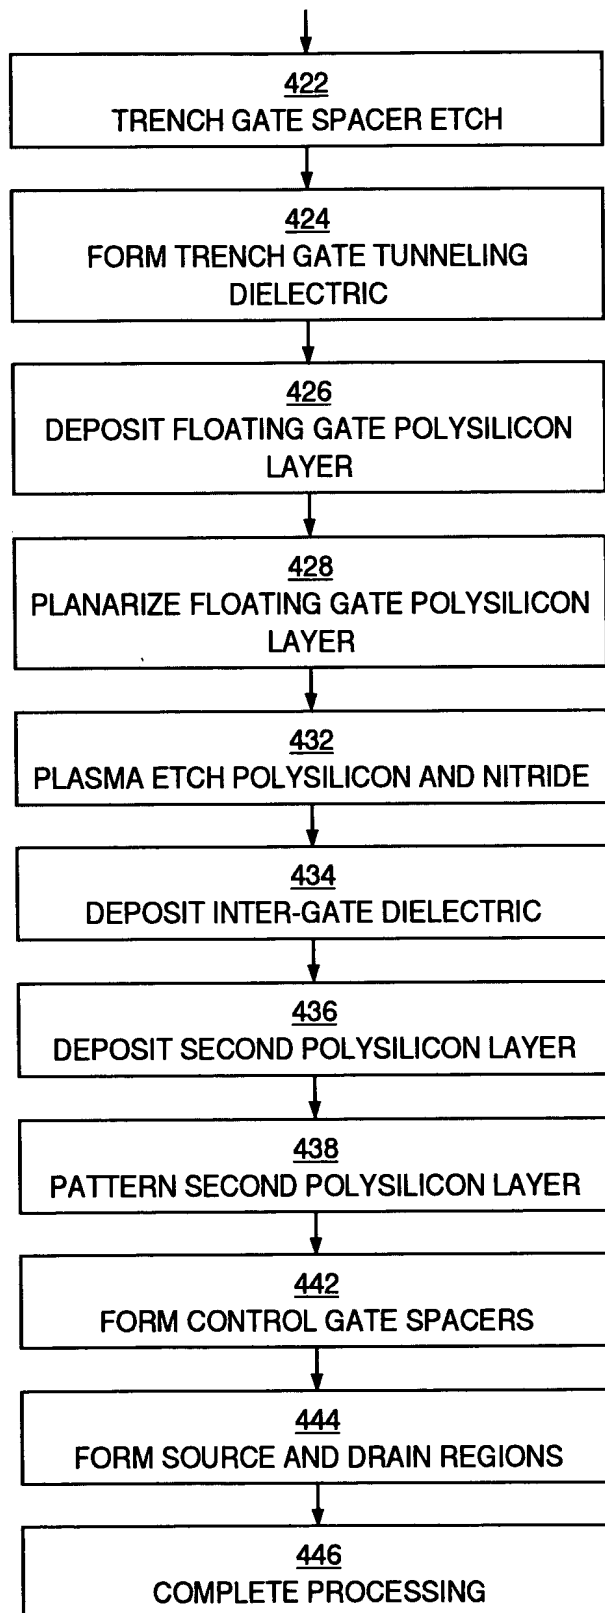 422
TRENCH GATE SPACER ETCH
424
FORM TRENCH GATE TUNNELING
DIELECTRIC
426
DEPOSIT FLOATING GATE POLYSILICON
LAYER
428
PLANARIZE FLOATING GATE POLYSILICON
LAYER
432
PLASMA ETCH POLYSILICON AND NITRIDE
434
DEPOSIT INTER-GATE DIELECTRIC
436
DEPOSIT SECOND POLYSILICON LAYER
438
PATTERN SECOND POLYSILICON LAYER
442
FORM CONTROL GATE SPACERS
444
FORM SOURCE AND DRAIN REGIONS
446
COMPLETE PROCESSING